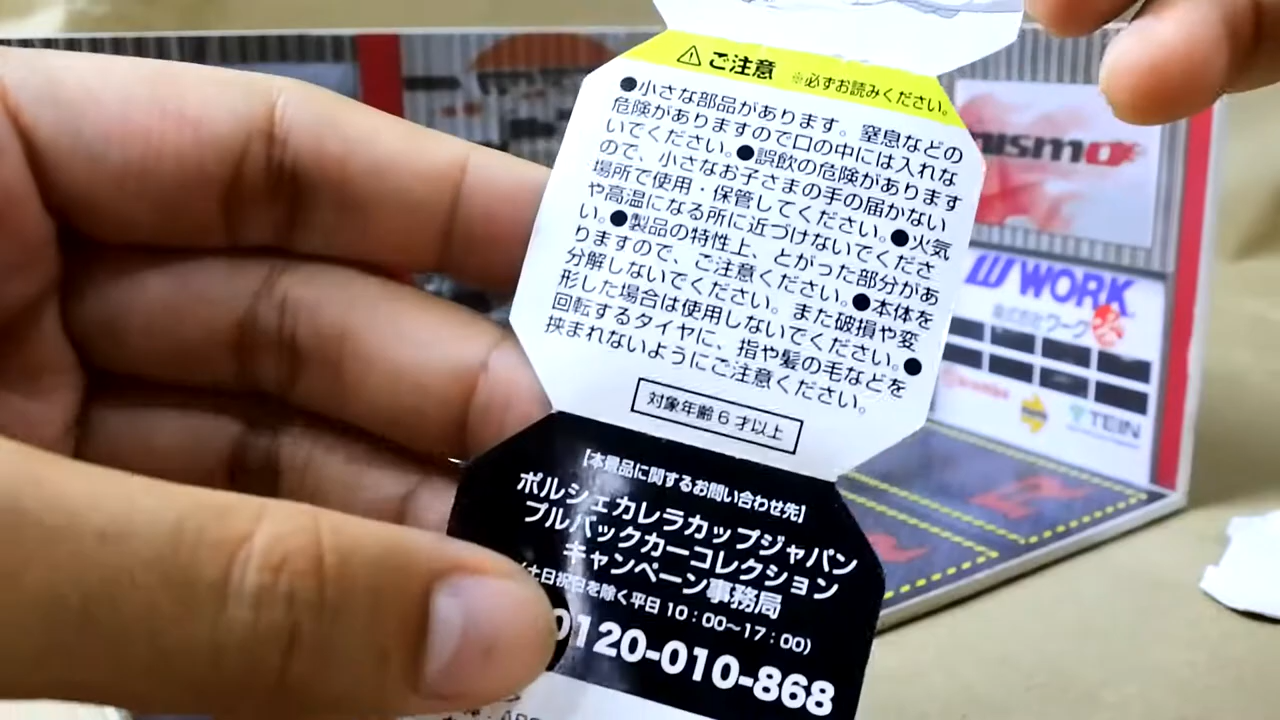 ⚠ ご注意 ※必ずお読みください。
●小さな部品があります。窒息などの
危険がありますので口の中には入れな
いでください。●誤飲の危険があります
ので、小さなお子さまの手の届かない
場所で使用・保管してください。●火気
や高温になる所に近づけないでくださ
い。●製品の特性上、とがった部分があ
りますので、ご注意ください。●本体を
分解しないでください。また破損や変
形した場合は使用しないでください。●
回転するタイヤに、指や髪の毛などを
挟まれないようにご注意ください。
対象年齢6才以上
【本景品に関するお問い合わせ先】
ポルシェカレラカップジャパン
プルバックカーコレクション
キャンペーン事務局
(土日祝日を除く平日10:00〜17:00)
0120-010-868
nismo
W WORK
株式会社ワーク
TEIN